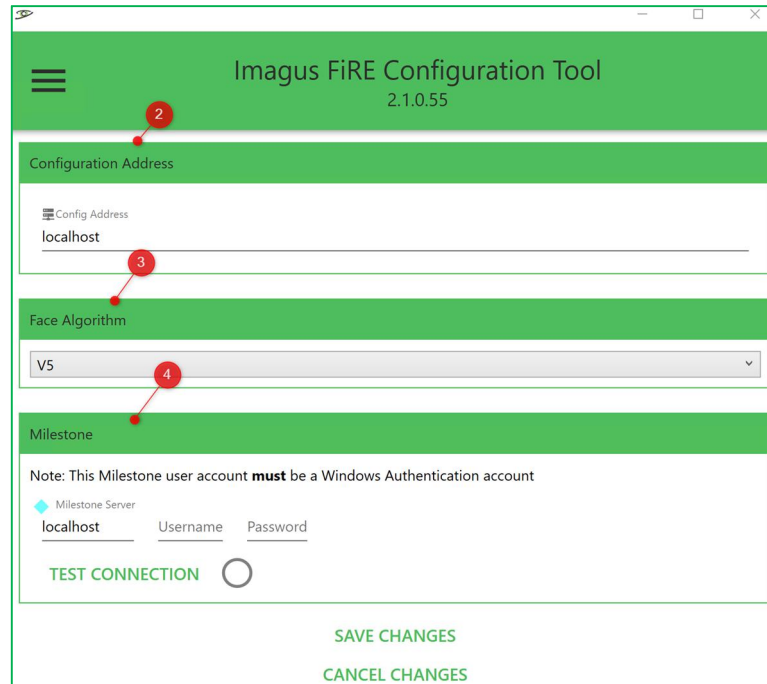 Imagus FiRE Configuration Tool
2.1.0.55
2
Configuration Address
Config Address
localhost
3
Face Algorithm
V5
4
Milestone
Note: This Milestone user account must be a Windows Authentication account
Milestone Server
localhost Username Password
TEST CONNECTION
SAVE CHANGES
CANCEL CHANGES